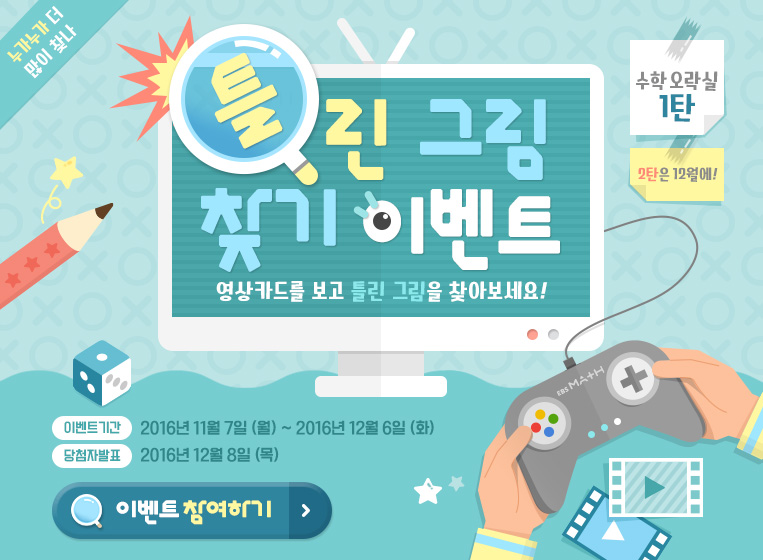 누가누가 더
많이 찾나
틀린 그림
찾기 이벤트
영상카드를 보고 틀린 그림을 찾아보세요!
수학 오락실
1탄
2탄은 12월에!
EBS MATH
이벤트기간 2016년 11월 7일 (월) ~ 2016년 12월 6일 (화)
당첨자발표 2016년 12월 8일 (목)
이벤트 참여하기